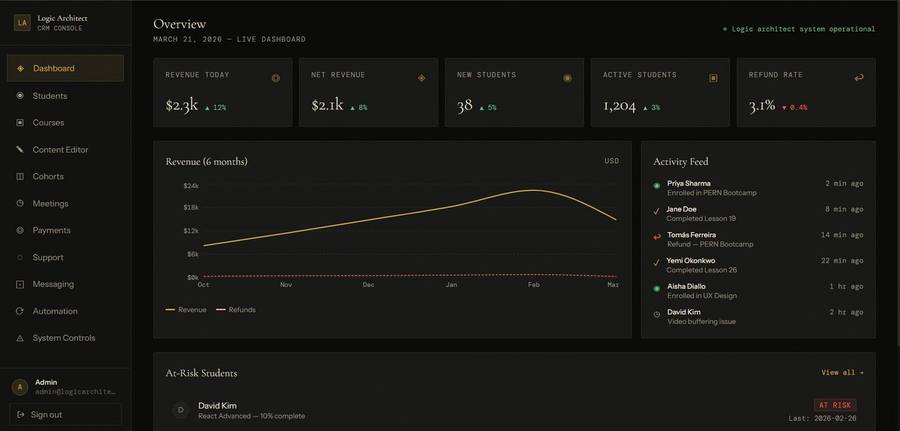 LA
Logic Architect
CRM CONSOLE
Dashboard
Students
Courses
Content Editor
Cohorts
Meetings
Payments
Support
Messaging
Automation
System Controls
A
Admin
admin@logicarchite…
Sign out
Overview
MARCH 21, 2026 — LIVE DASHBOARD
Logic architect system operational
REVENUE TODAY
$2.3k ▲ 12%
NET REVENUE
$2.1k ▲ 8%
NEW STUDENTS
38 ▲ 5%
ACTIVE STUDENTS
1,204 ▲ 3%
REFUND RATE
3.1% ▼ 0.4%
Revenue (6 months)
USD
$24k
$18k
$12k
$6k
$0k
Oct Nov Dec Jan Feb Mar
Revenue Refunds
Activity Feed
Priya Sharma 2 min ago
Enrolled in PERN Bootcamp
Jane Doe 8 min ago
Completed Lesson 19
Tomás Ferreira 14 min ago
Refund — PERN Bootcamp
Yemi Okonkwo 22 min ago
Completed Lesson 26
Aisha Diallo 1 hr ago
Enrolled in UX Design
David Kim 2 hr ago
Video buffering issue
At-Risk Students
View all →
D
David Kim
React Advanced — 10% complete
AT RISK
Last: 2026-02-26